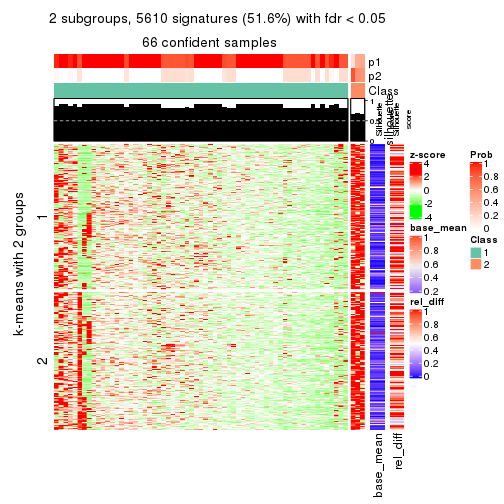 2 subgroups, 5610 signatures (51.6%) with fdr < 0.05
66 confident samples
p1
p2
Class
1
0.5
0
Silhouette
score
silhouette
k-means with 2 groups
1
2
base_mean
rel_diff
z-score
4
2
0
-2
-4
base_mean
1
0.8
0.6
0.4
0.2
rel_diff
1
0.8
0.6
0.4
0.2
0
Prob
1
0.8
0.6
0.4
0.2
0
Class
1
2